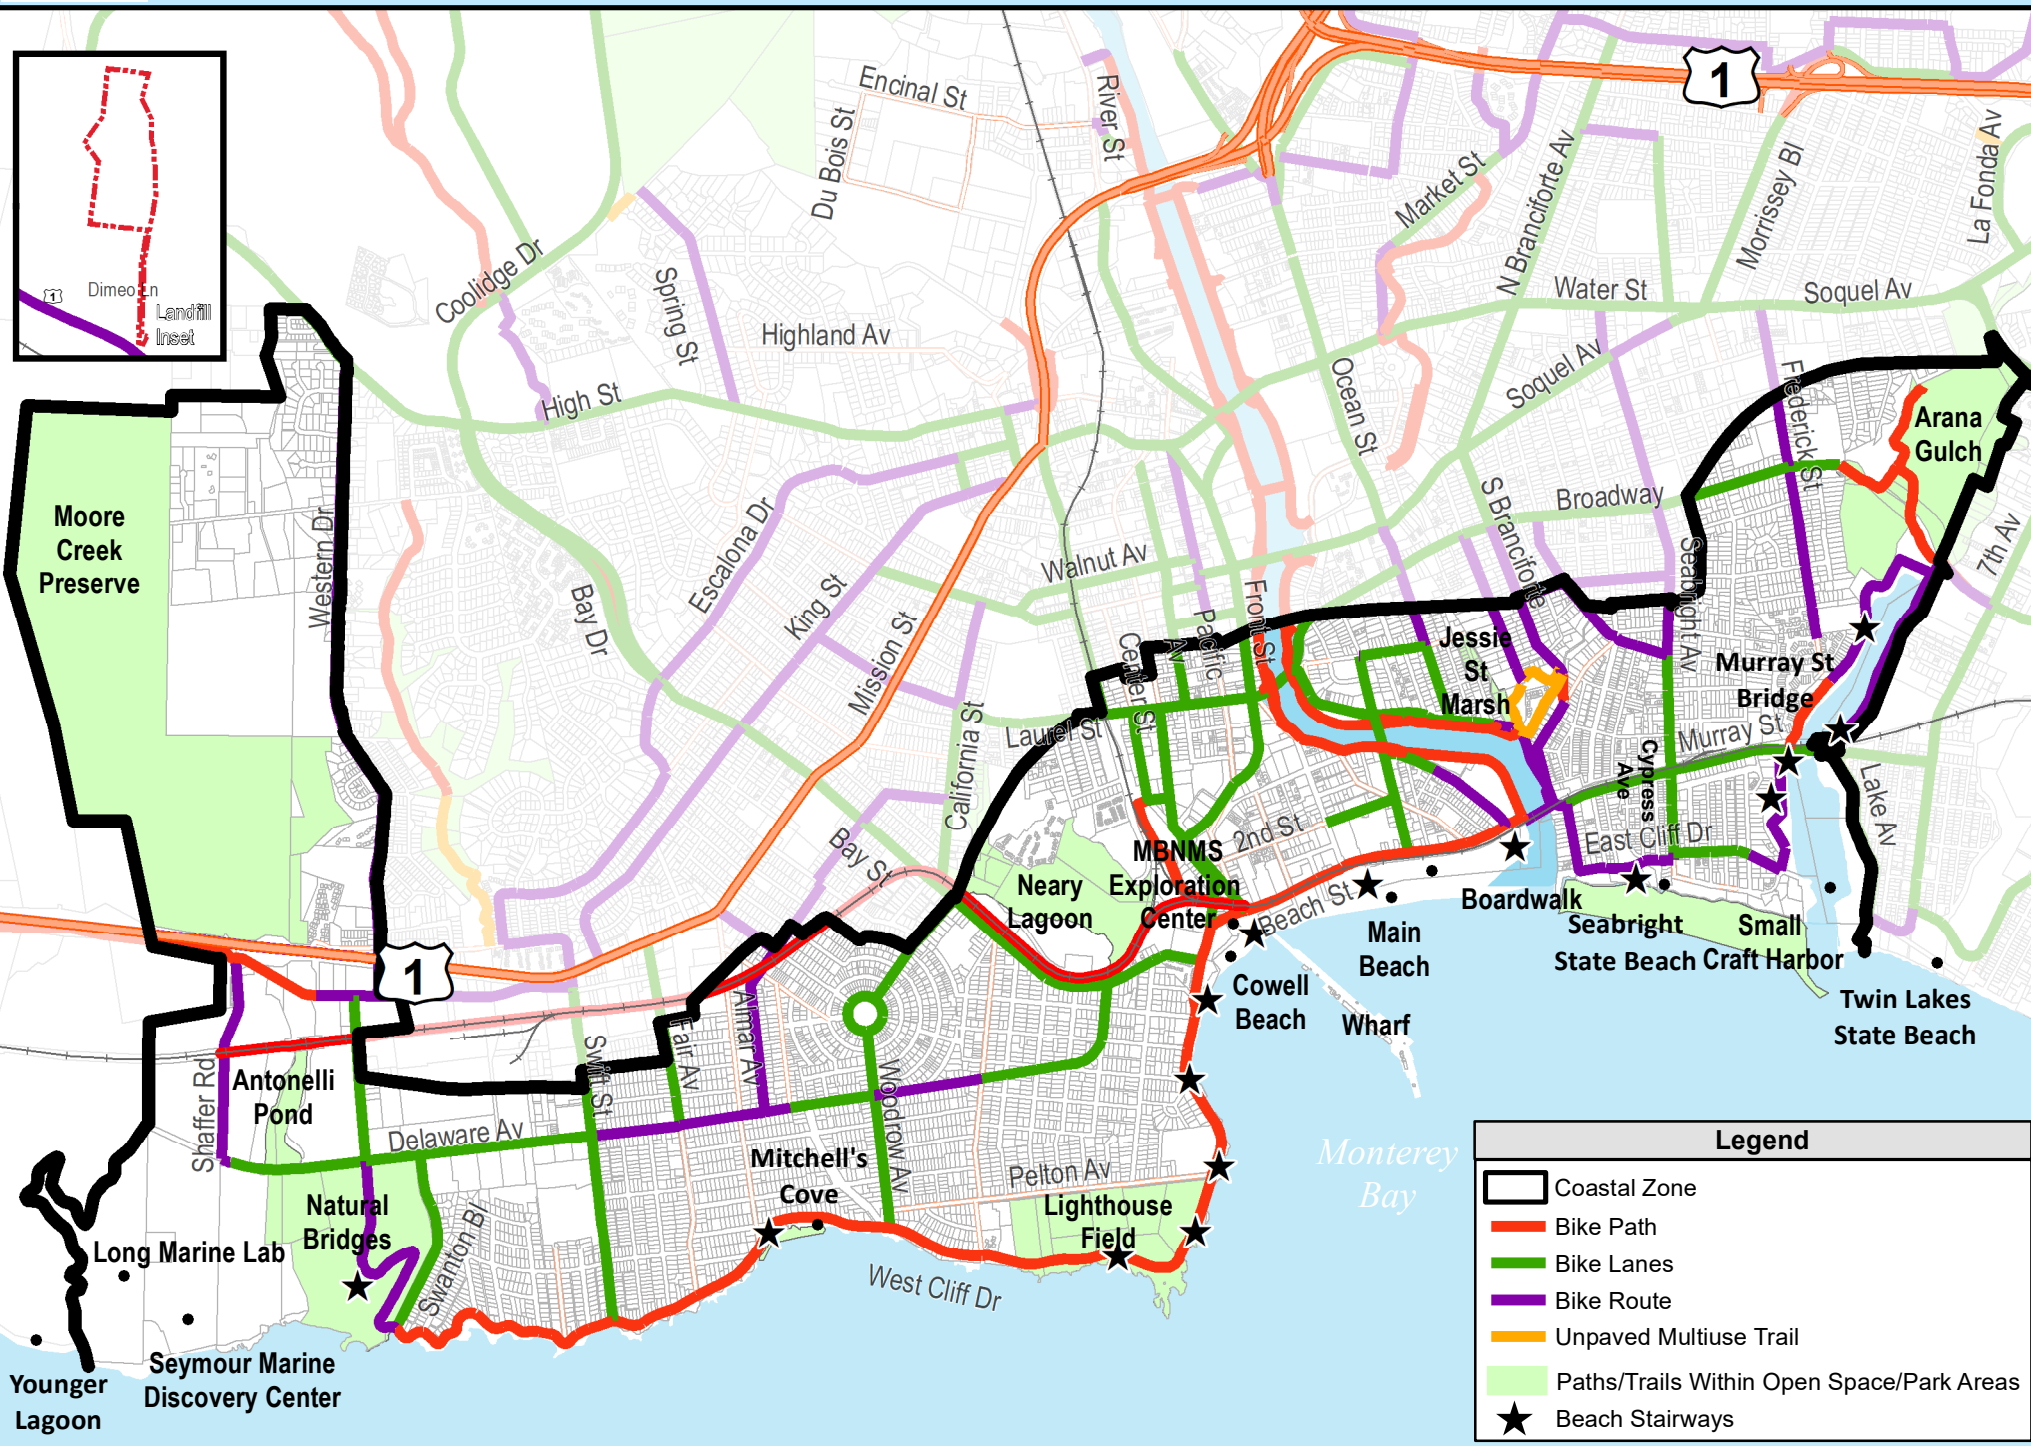 1
Encinal St
River St
Du Bois St
Market St
N Branciforte Av
Morrissey Bl
La Fonda Av
1
Dimeo Ln
Landfill
Inset
Coolidge Dr
Spring St
Highland Av
Water St
Soquel Av
High St
Ocean St
Soquel Av
Frederick St
Arana
Gulch
Moore
Creek
Preserve
Western Dr
Escalona Dr
King St
Bay Dr
Mission St
Walnut Av
Front St
S Branciforte
Broadway
Seabright Av
7th Av
Center St
Av
Pacific
Jessie
St
Marsh
Murray St
Bridge
Laurel St
California St
Murray St
Cypress
Ave
Lake Av
Bay St
2nd St
East Cliff Dr
MBNMS
Exploration
Center
Neary
Lagoon
Beach St
Boardwalk
Main
Beach
Seabright
State Beach
Small
Craft Harbor
1
Cowell
Beach
Wharf
Twin Lakes
State Beach
Almar Av
Fair Av
Swift St
Woodrow Av
Shaffer Rd
Antonelli
Pond
Delaware Av
Mitchell's
Cove
Pelton Av
Lighthouse
Field
Monterey
Bay
Natural
Bridges
Long Marine Lab
Swanton Bl
West Cliff Dr
Seymour Marine
Discovery Center
Younger
Lagoon
Legend
Coastal Zone
Bike Path
Bike Lanes
Bike Route
Unpaved Multiuse Trail
Paths/Trails Within Open Space/Park Areas
Beach Stairways